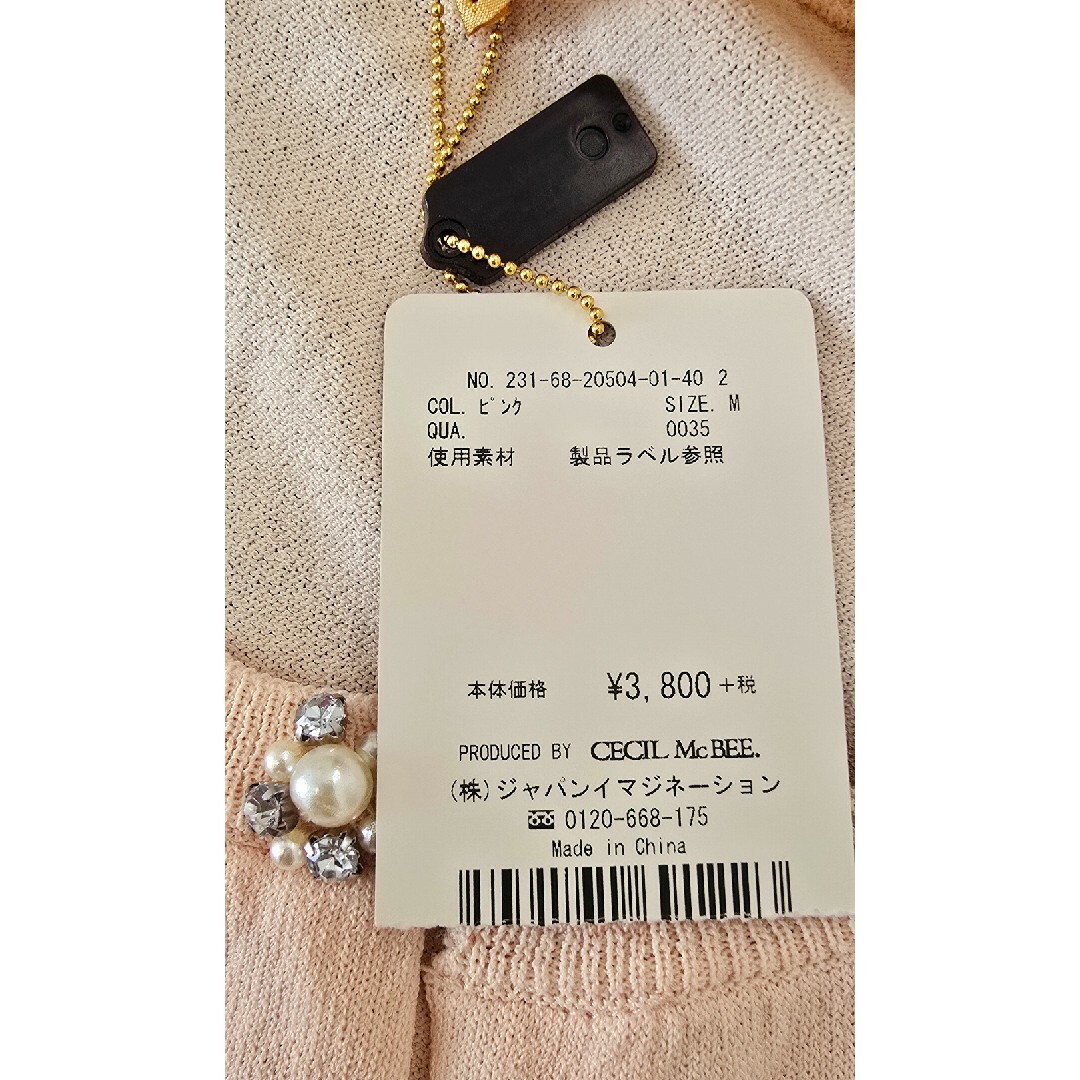 NO. 231-68-20504-01-40 2
COL. ﾋﾟﾝｸ SIZE. M
QUA. 0035
使用素材 製品ラベル参照
本体価格 ¥3,800+税
PRODUCED BY CECIL McBEE.
(株)ジャパンイマジネーション
0120-668-175
Made in China